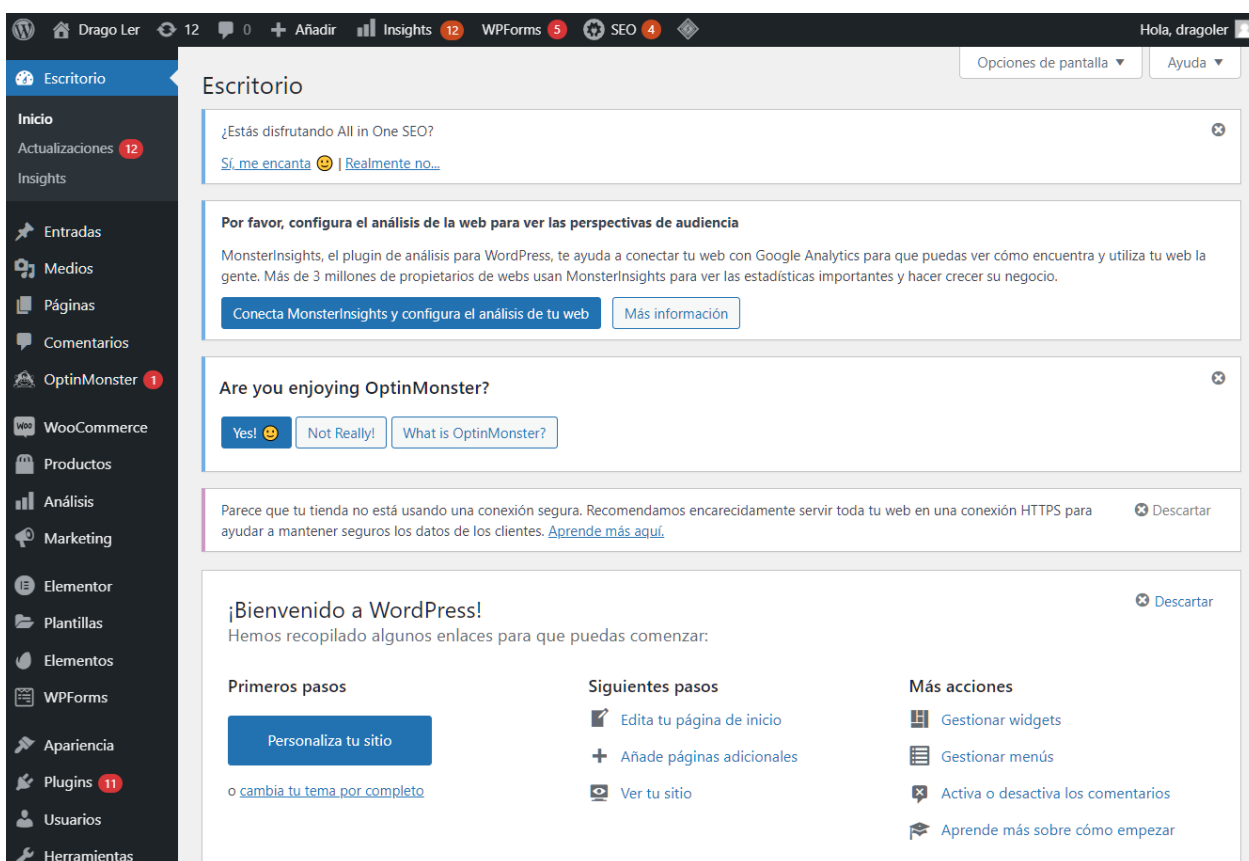 Drago Ler 12 0 Añadir Insights 12 WPForms 5 SEO 4 Hola, dragoler
Opciones de pantalla Ayuda
Escritorio
Inicio
Actualizaciones 12
Insights
Entradas
Medios
Páginas
Comentarios
OptinMonster 1
WooCommerce
Productos
Análisis
Marketing
Elementor
Plantillas
Elementos
WPForms
Apariencia
Plugins 11
Usuarios
Herramientas
Escritorio
¿Estás disfrutando All in One SEO?
Sí, me encanta 🙂 | Realmente no...
Por favor, configura el análisis de la web para ver las perspectivas de audiencia
MonsterInsights, el plugin de análisis para WordPress, te ayuda a conectar tu web con Google Analytics para que puedas ver cómo encuentra y utiliza tu web la
gente. Más de 3 millones de propietarios de webs usan MonsterInsights para ver las estadísticas importantes y hacer crecer su negocio.
Conecta MonsterInsights y configura el análisis de tu web Más información
Are you enjoying OptinMonster?
Yes! 🙂 Not Really! What is OptinMonster?
Parece que tu tienda no está usando una conexión segura. Recomendamos encarecidamente servir toda tu web en una conexión HTTPS para
ayudar a mantener seguros los datos de los clientes. Aprende más aquí.
Descartar
¡Bienvenido a WordPress!
Descartar
Hemos recopilado algunos enlaces para que puedas comenzar:
Primeros pasos
Personaliza tu sitio
o cambia tu tema por completo
Siguientes pasos
Edita tu página de inicio
Añade páginas adicionales
Ver tu sitio
Más acciones
Gestionar widgets
Gestionar menús
Activa o desactiva los comentarios
Aprende más sobre cómo empezar